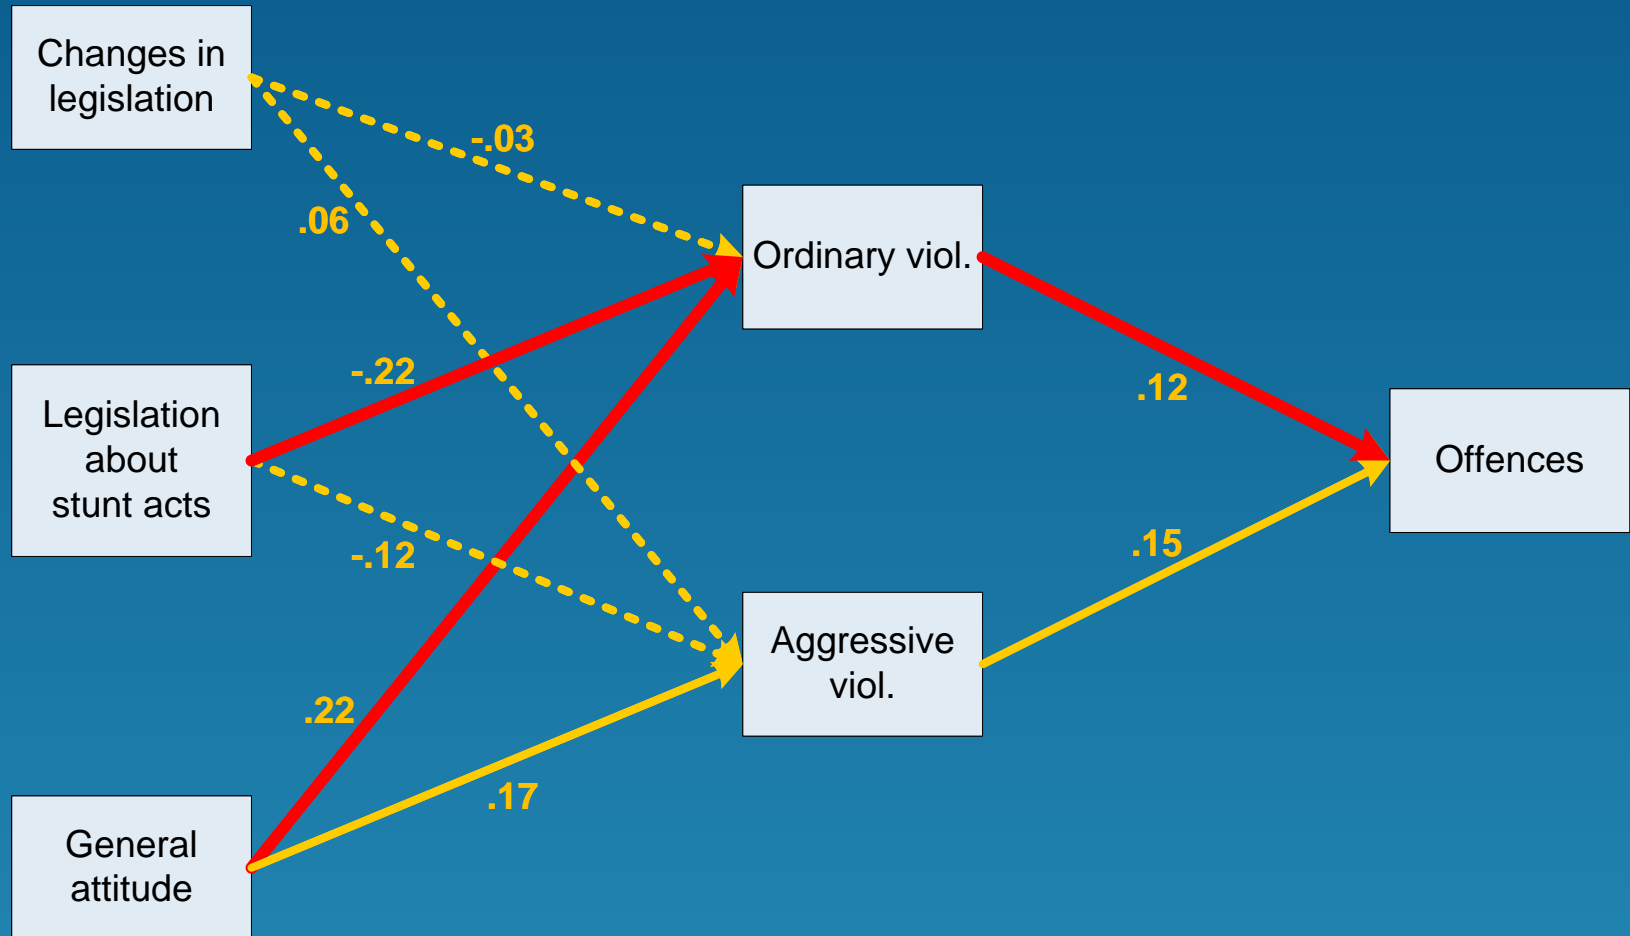 Changes in
legislation
-.03
.06
Ordinary viol.
-.22
.12
Legislation
about
stunt acts
Offences
-.12
.15
Aggressive
viol.
.22
.17
General
attitude